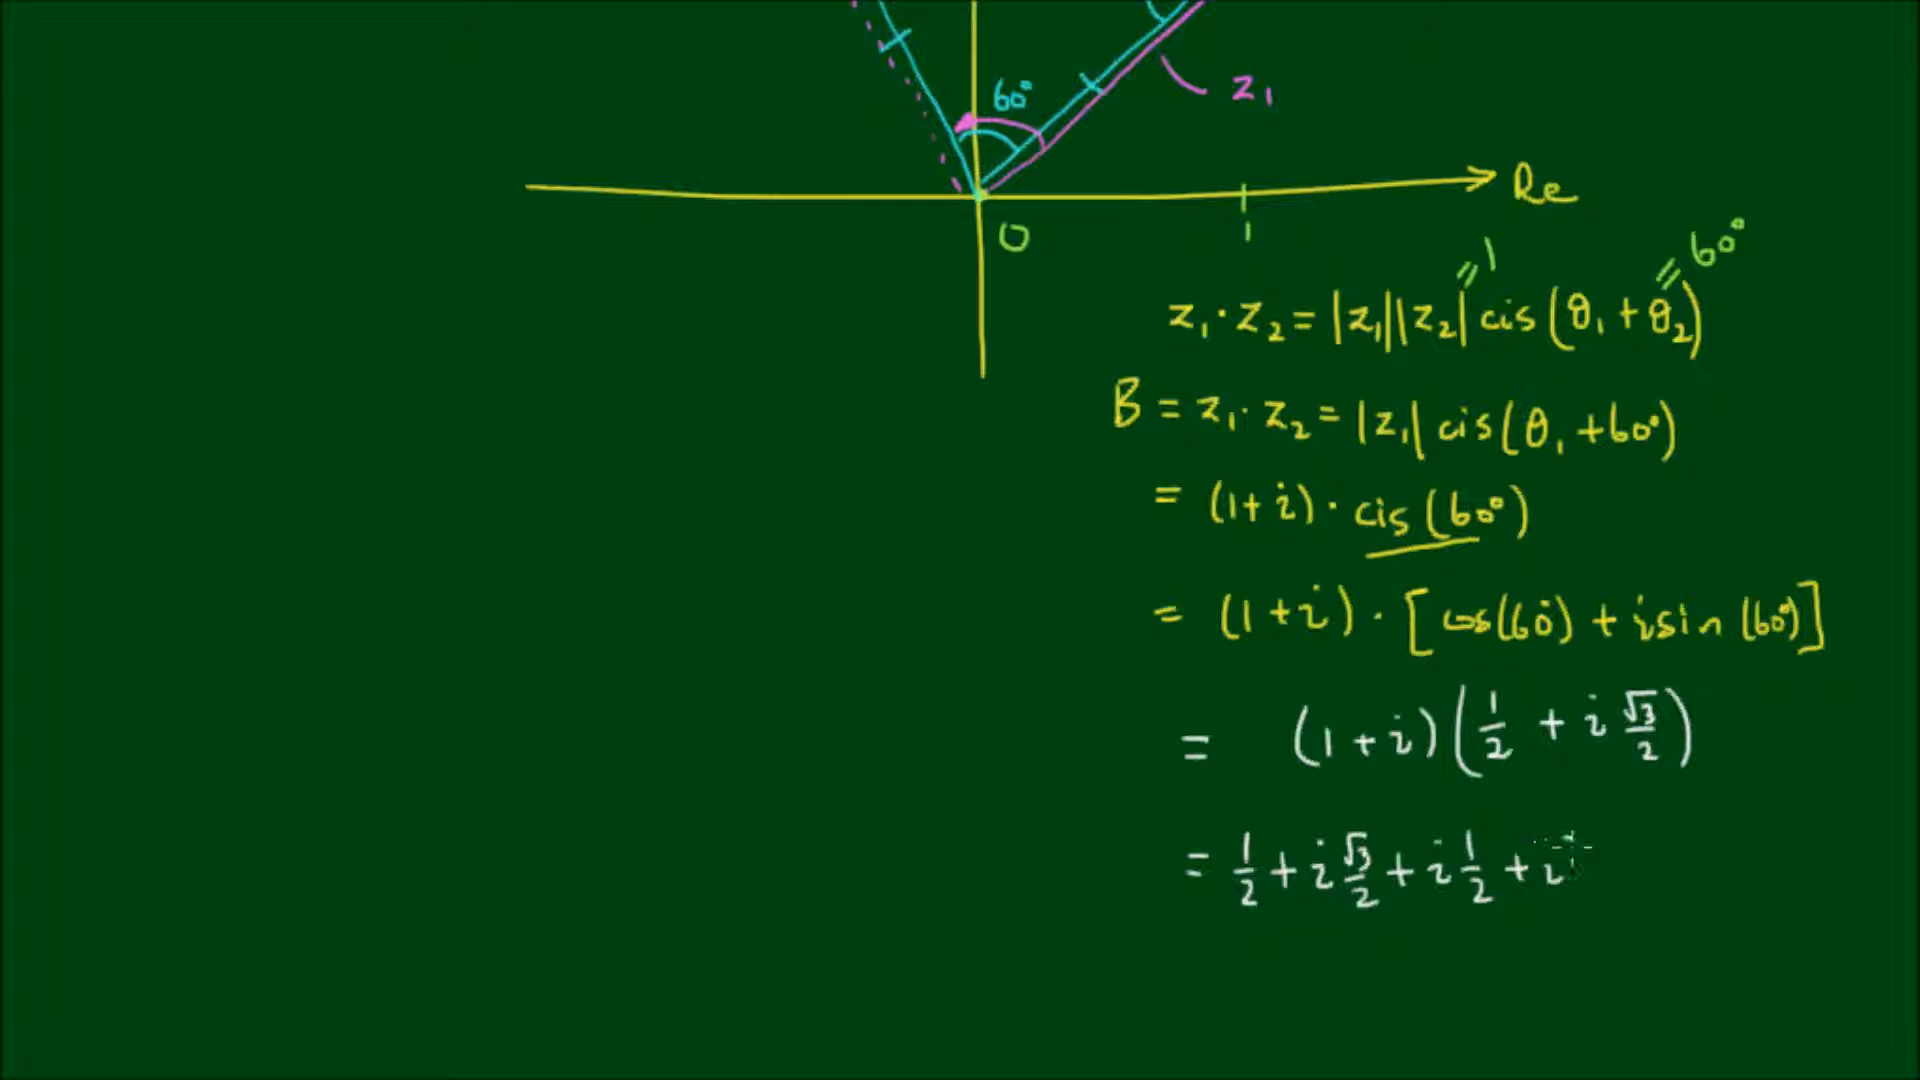 60°
z₁
Re
0
1
= 1
= 60°
z₁ · z₂ = |z₁||z₂| cis (θ₁ + θ₂)
B = z₁ · z₂ = |z₁| cis (θ₁ + 60°)
= (1 + i) · cis (60°)
= (1 + i) · [cos(60°) + i sin (60°)]
= (1 + i) (1/2 + i √3/2)
= 1/2 + i √3/2 + i 1/2 + i